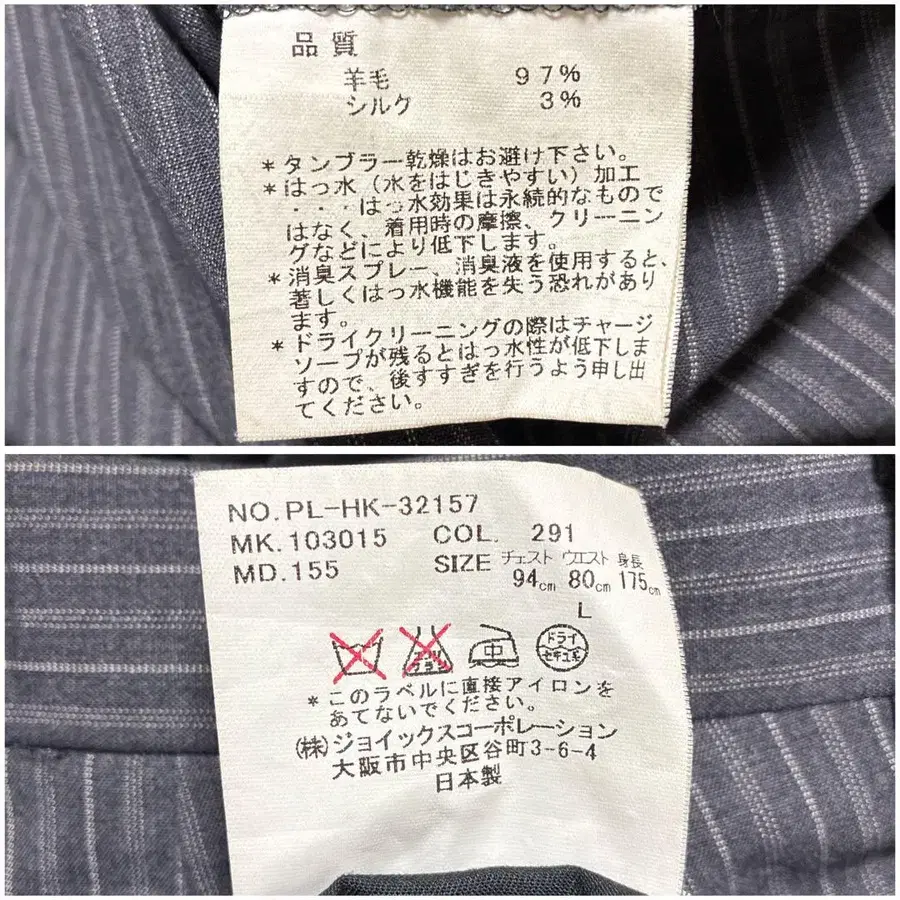 品質
羊毛 97%
シルク 3%
*タンブラー乾燥はお避け下さい。
*はっ水（水をはじきやすい）加工
・・・はっ水効果は永続的なもので
はなく、着用時の摩擦、クリーニン
グなどにより低下します。
*消臭スプレー、消臭液を使用すると、
著しくはっ水機能を失う恐れがあり
ます。
*ドライクリーニングの際はチャージ
ソープが残るとはっ水性が低下しま
すので、後すすぎを行うよう申し出
てください。
NO.PL-HK-32157
MK.103015 COL. 291
MD.155 SIZE チェスト ウエスト 身長
94cm 80cm 175cm
L
エンソ サラシ 中 ドライ セキユ系
*このラベルに直接アイロンを
あてないでください。
(株)ジョイックスコーポレーション
大阪市中央区谷町3-6-4
日本製